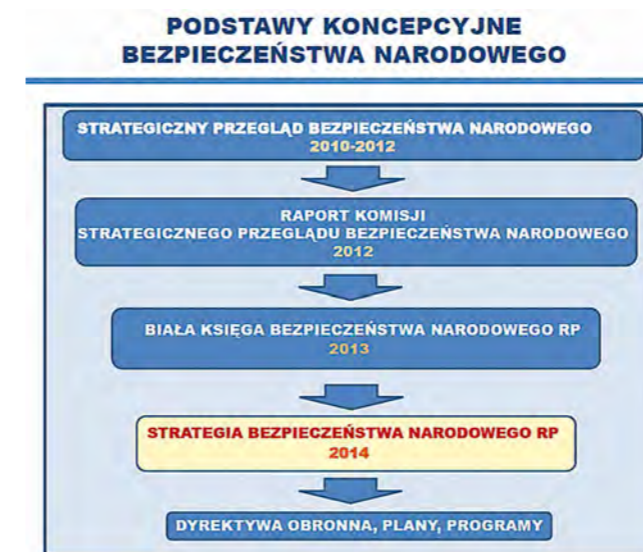 PODSTAWY KONCEPCYJNE
BEZPIECZEŃSTWA NARODOWEGO
STRATEGICZNY PRZEGLĄD BEZPIECZEŃSTWA NARODOWEGO
2010-2012
RAPORT KOMISJI
STRATEGICZNEGO PRZEGLĄDU BEZPIECZEŃSTWA NARODOWEGO
2012
BIAŁA KSIĘGA BEZPIECZEŃSTWA NARODOWEGO RP
2013
STRATEGIA BEZPIECZEŃSTWA NARODOWEGO RP
2014
DYREKTYWA OBRONNA, PLANY, PROGRAMY